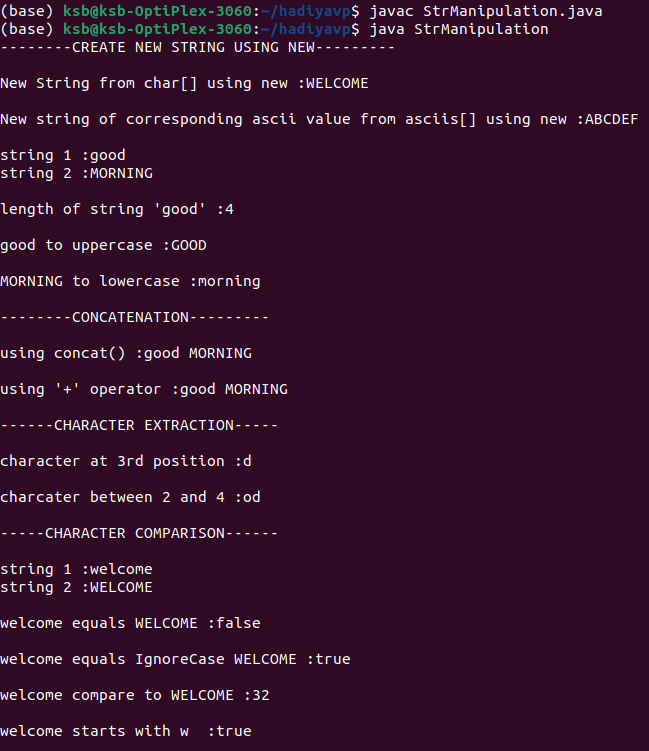 (base) ksb@ksb-OptiPlex-3060:~/hadiyavp$ javac StrManipulation.java
(base) ksb@ksb-OptiPlex-3060:~/hadiyavp$ java StrManipulation
--------CREATE NEW STRING USING NEW---------
New String from char[] using new :WELCOME
New string of corresponding ascii value from asciis[] using new :ABCDEF
string 1 :good
string 2 :MORNING
length of string 'good' :4
good to uppercase :GOOD
MORNING to lowercase :morning
--------CONCATENATION---------
using concat() :good MORNING
using '+' operator :good MORNING
------CHARACTER EXTRACTION-----
character at 3rd position :d
charcater between 2 and 4 :od
-----CHARACTER COMPARISON------
string 1 :welcome
string 2 :WELCOME
welcome equals WELCOME :false
welcome equals IgnoreCase WELCOME :true
welcome compare to WELCOME :32
welcome starts with w  :true